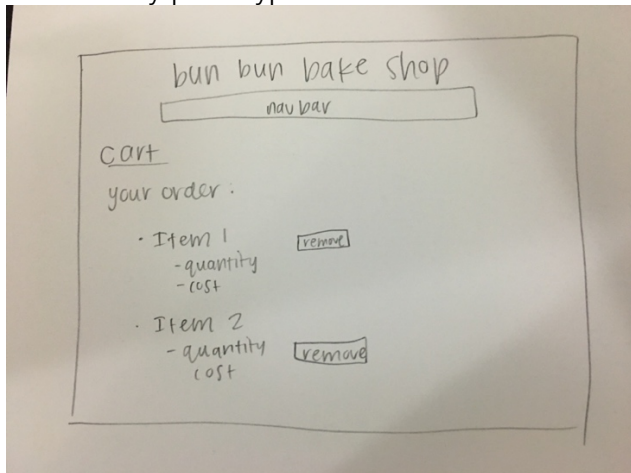 bun bun bake shop
nav bar
cart
your order:
· Item 1 remove
- quantity
- cost
· Item 2
- quantity remove
cost